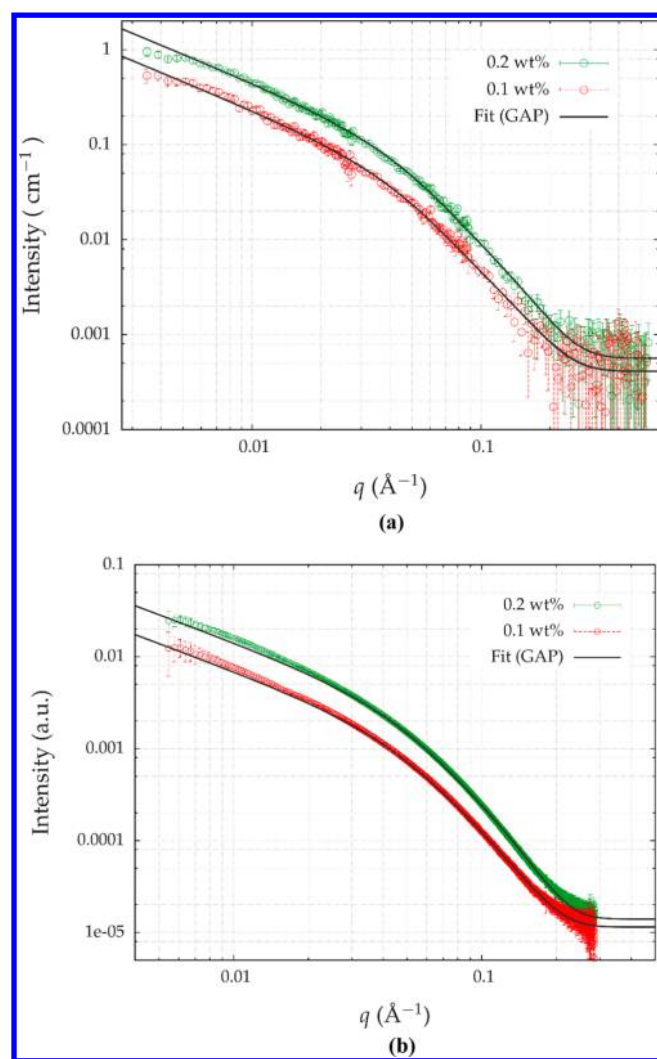 1
0.1
0.01
0.001
0.0001
Intensity ( cm⁻¹)
0.2 wt%
0.1 wt%
Fit (GAP)
0.01
0.1
q (Å⁻¹)
(a)
0.1
0.01
0.001
0.0001
1e-05
Intensity (a.u.)
0.2 wt%
0.1 wt%
Fit (GAP)
0.01
0.1
q (Å⁻¹)
(b)